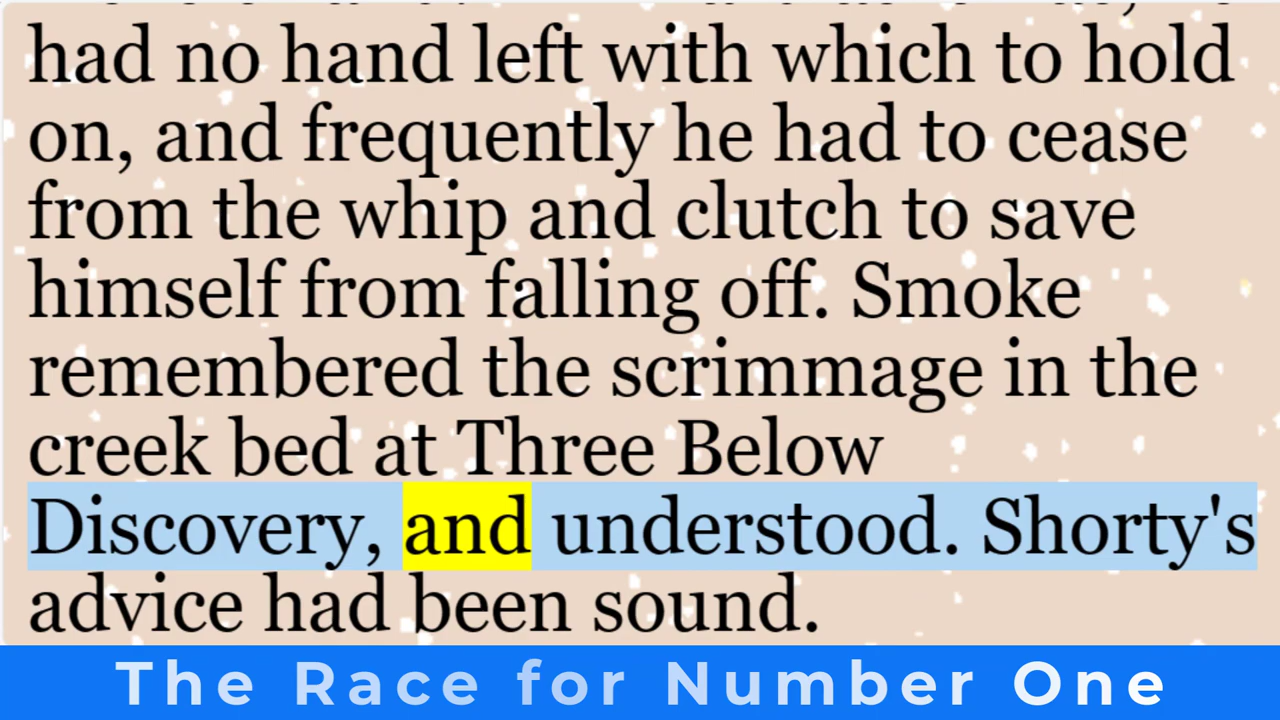 had no hand left with which to hold
on, and frequently he had to cease
from the whip and clutch to save
himself from falling off. Smoke
remembered the scrimmage in the
creek bed at Three Below
Discovery, and understood. Shorty's
advice had been sound.
The Race for Number One